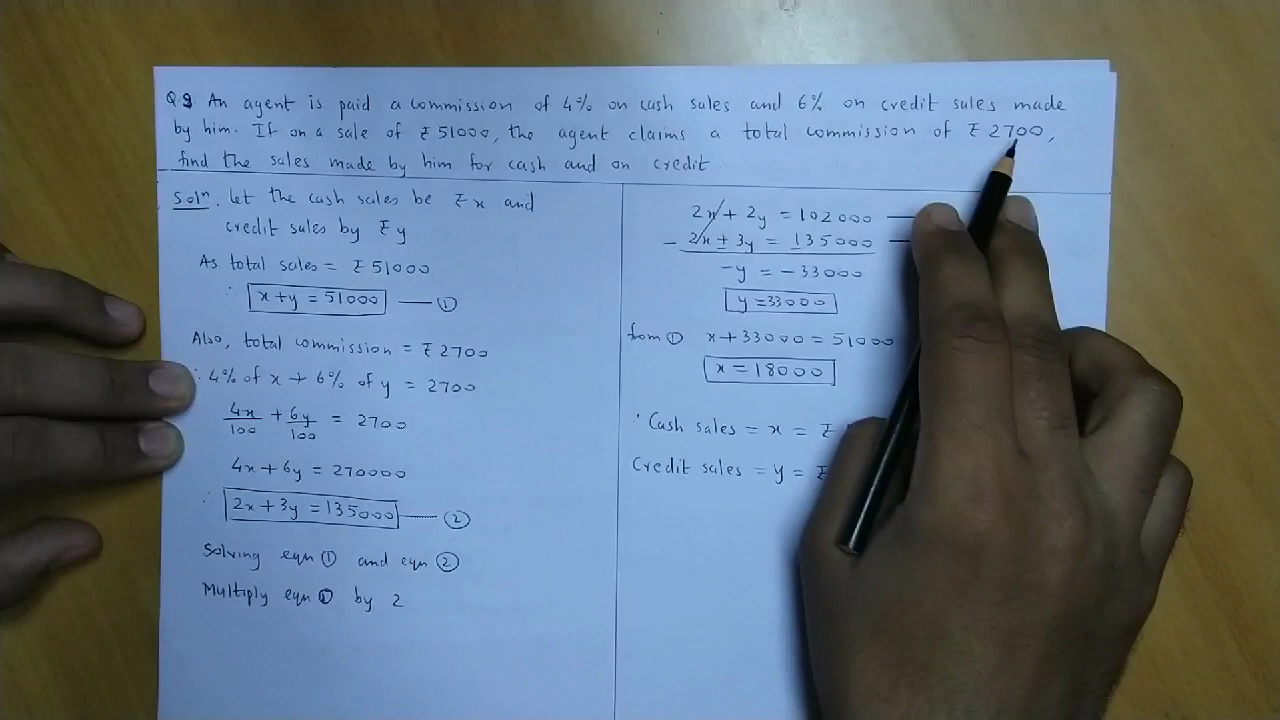 Q 9 An agent is paid a commission of 4% on cash sales and 6% on credit sales made
by him. If on a sale of ₹ 51000, the agent claims a total commission of ₹ 2700,
find the sales made by him for cash and on credit.
Solⁿ. Let the cash sales be ₹ x and
credit sales by ₹ y
As total sales = ₹ 51000
∴ x + y = 51000 — ①
Also, total commission = ₹ 2700
∴ 4% of x + 6% of y = 2700
4x/100 + 6y/100 = 2700
4x + 6y = 270000
∴ 2x + 3y = 135000 — ②
Solving eqn ① and eqn ②
Multiply eqn ① by 2
2x + 2y = 102000 —
- 2x + 3y = 135000 —
-y = -33000
y = 33000
from ① x + 33000 = 51000
x = 18000
∴ Cash sales = x = ₹
Credit sales = y = ₹